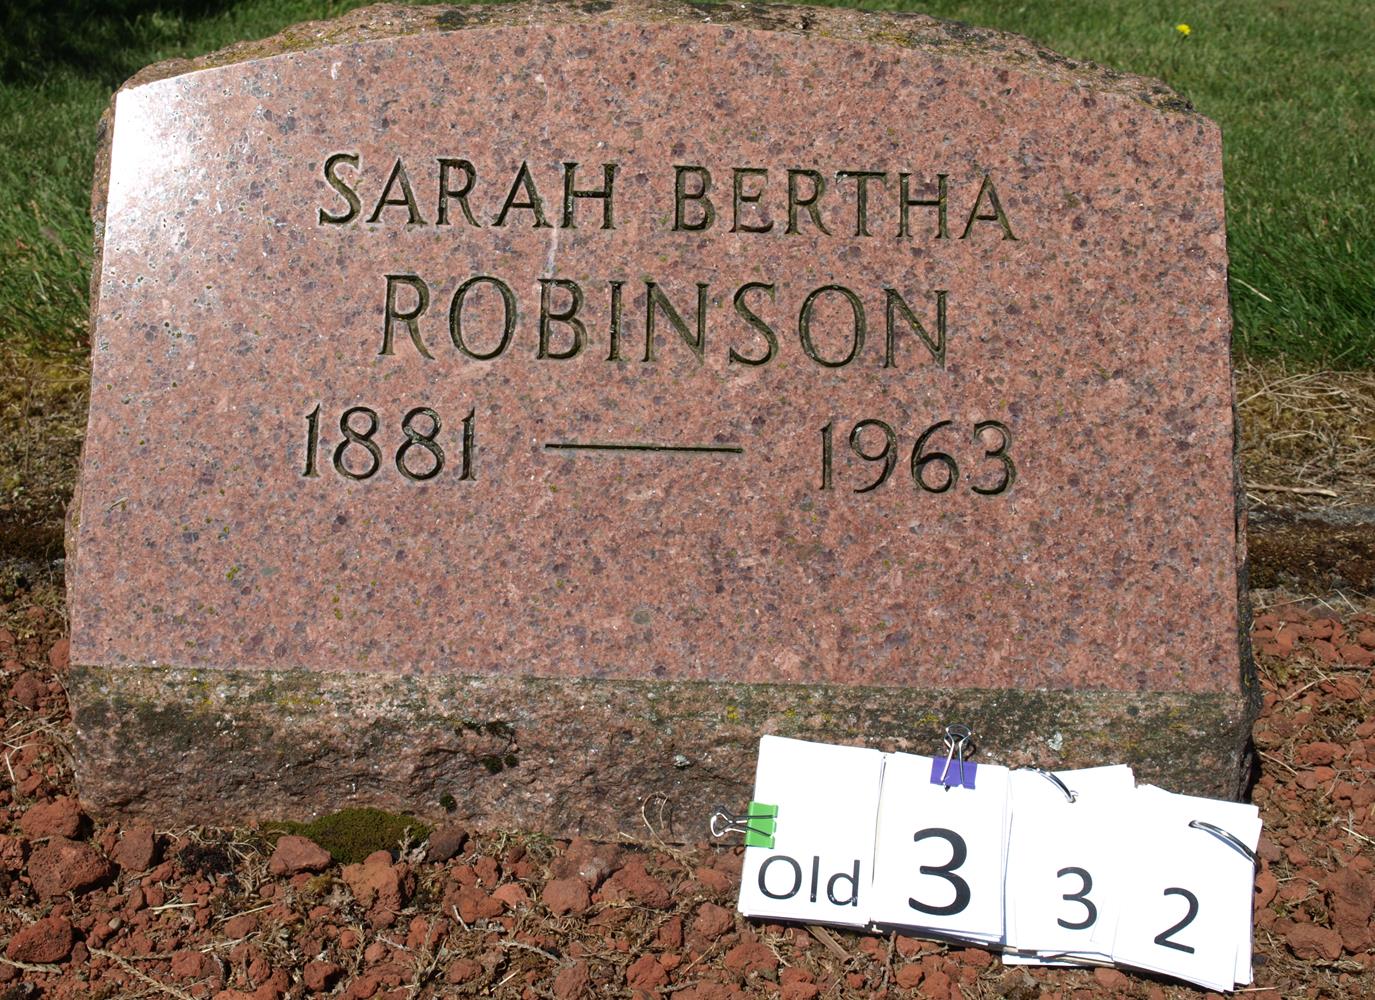 SARAH BERTHA
ROBINSON
1881 — 1963
Old 3 3 2